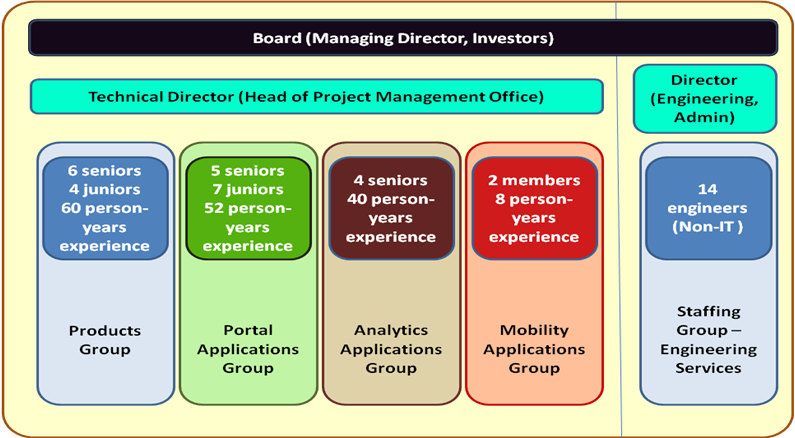 Board (Managing Director, Investors)
Technical Director (Head of Project Management Office)
Director
(Engineering,
Admin)
6 seniors
4 juniors
60 person-
years
experience
Products
Group
5 seniors
7 juniors
52 person-
years
experience
Portal
Applications
Group
4 seniors
40 person-
years
experience
Analytics
Applications
Group
2 members
8 person-
years
experience
Mobility
Applications
Group
14
engineers
(Non-IT )
Staffing
Group –
Engineering
Services